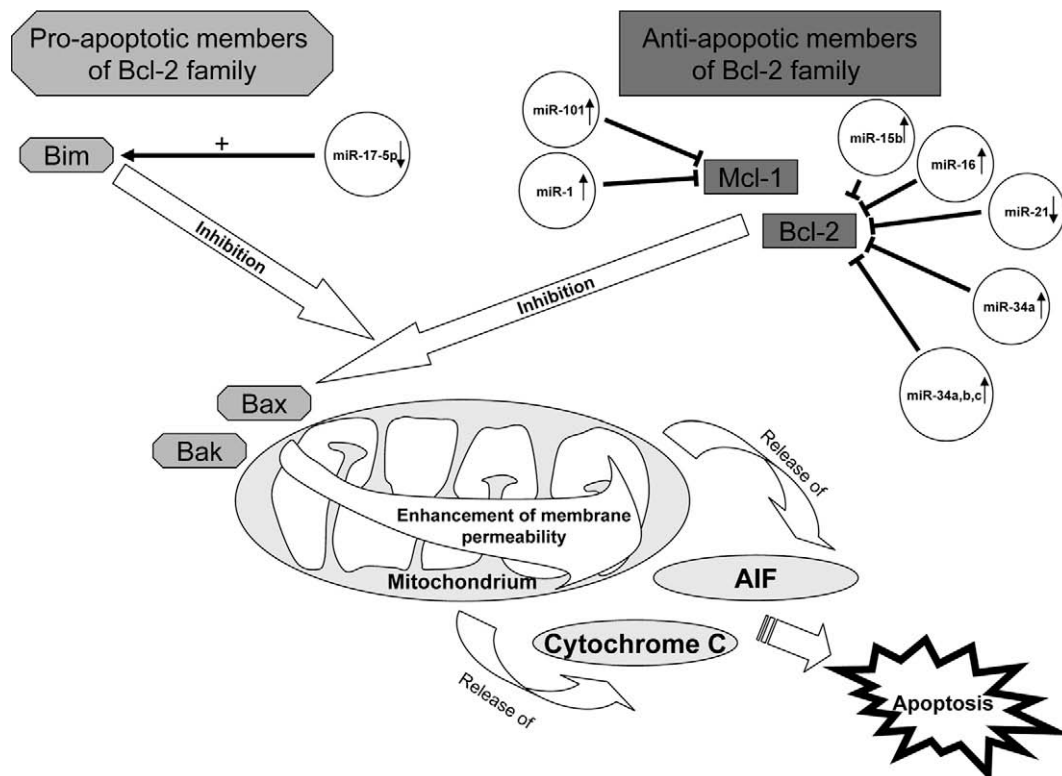 Pro-apoptotic members
of Bcl-2 family
Anti-apopotic members
of Bcl-2 family
miR-101↑
miR-15b↑
miR-16↑
Bim
+
miR-17-5p↓
miR-1↑
Mcl-1
miR-21↓
Bcl-2
Inhibition
Inhibition
miR-34a↑
miR-34a,b,c↑
Bax
Bak
Release of
Enhancement of membrane
permeability
Mitochondrium
AIF
Cytochrome C
Release of
Apoptosis